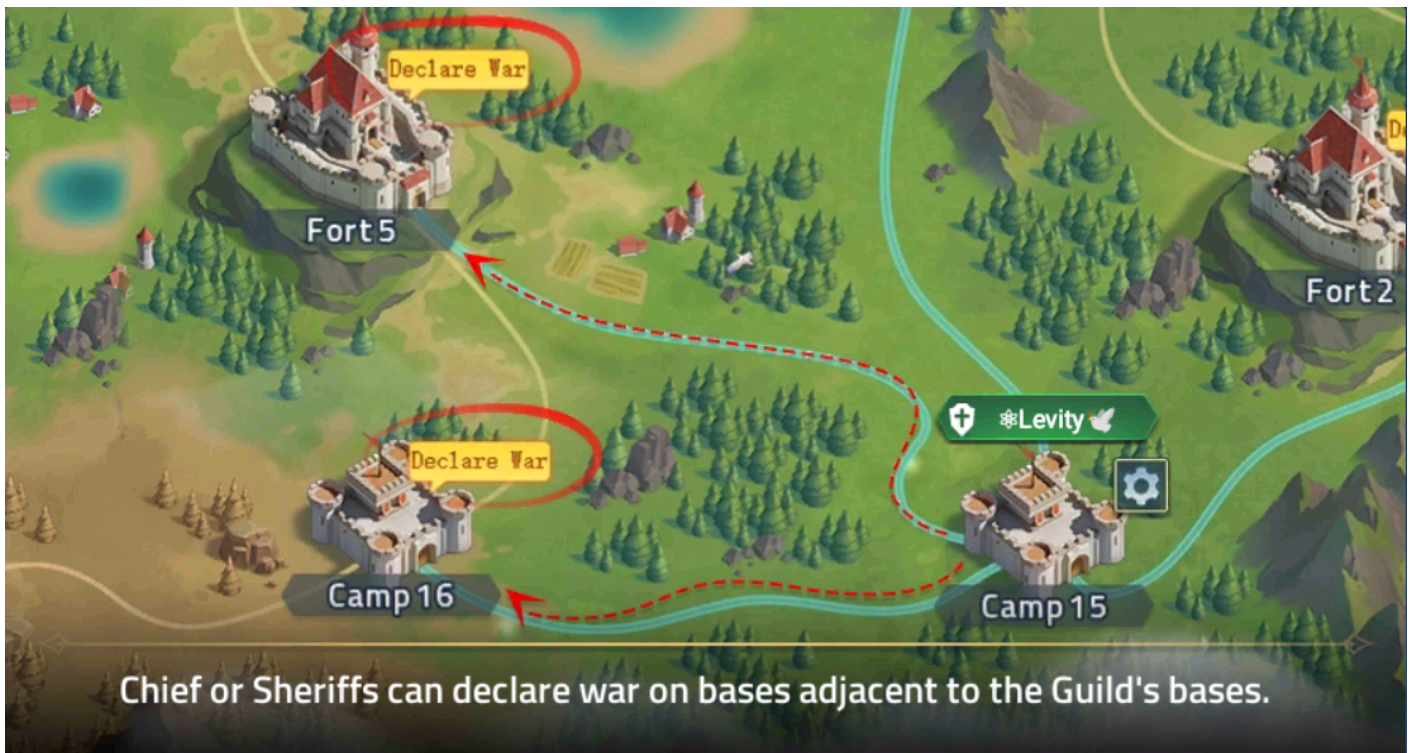 Declare War
Fort 5
Fort 2
❃Levity🕊
Declare War
Camp 16
Camp 15
Chief or Sheriffs can declare war on bases adjacent to the Guild's bases.